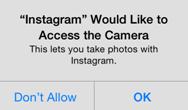 “Instagram” Would Like to
Access the Camera
This lets you take photos with
Instagram.
Don't Allow
OK